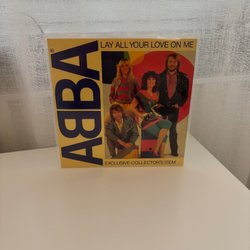 ABBA
LAY ALL YOUR LOVE ON ME
EXCLUSIVE COLLECTOR'S ITEM